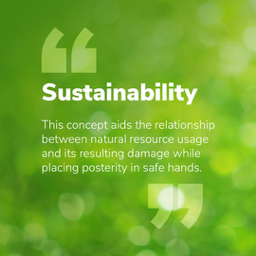 Sustainability
This concept aids the relationship
between natural resource usage
and its resulting damage while
placing posterity in safe hands.